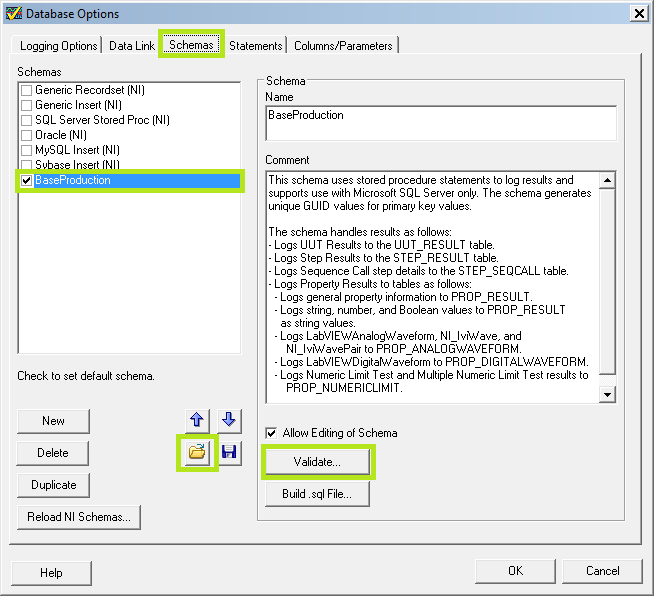 Database Options
Logging Options
Data Link
Schemas
Statements
Columns/Parameters
Schemas
Generic Recordset (NI)
Generic Insert (NI)
SQL Server Stored Proc (NI)
Oracle (NI)
MySQL Insert (NI)
Sybase Insert (NI)
BaseProduction
Check to set default schema.
New
Delete
Duplicate
Reload NI Schemas...
Schema
Name
BaseProduction
Comment
This schema uses stored procedure statements to log results and
supports use with Microsoft SQL Server only. The schema generates
unique GUID values for primary key values.
The schema handles results as follows:
- Logs UUT Results to the UUT_RESULT table.
- Logs Step Results to the STEP_RESULT table.
- Logs Sequence Call step details to the STEP_SEQCALL table.
- Logs Property Results to tables as follows:
- Logs general property information to PROP_RESULT.
- Logs string, number, and Boolean values to PROP_RESULT
as string values.
- Logs LabVIEWAnalogWaveform, NI_IviWave, and
NI_IviWavePair to PROP_ANALOGWAVEFORM.
- Logs LabVIEWDigitalWaveform to PROP_DIGITALWAVEFORM.
- Logs Numeric Limit Test and Multiple Numeric Limit Test results to
PROP_NUMERICLIMIT.
Allow Editing of Schema
Validate...
Build .sql File...
Help
OK
Cancel